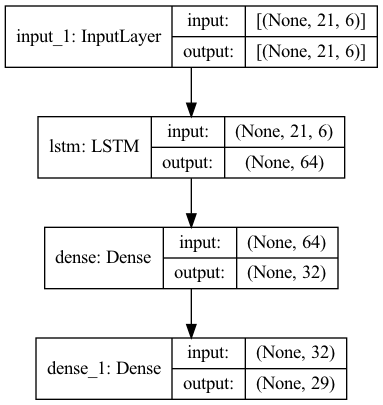 input_1: InputLayer input: [(None, 21, 6)]
output: [(None, 21, 6)]
lstm: LSTM input: (None, 21, 6)
output: (None, 64)
dense: Dense input: (None, 64)
output: (None, 32)
dense_1: Dense input: (None, 32)
output: (None, 29)